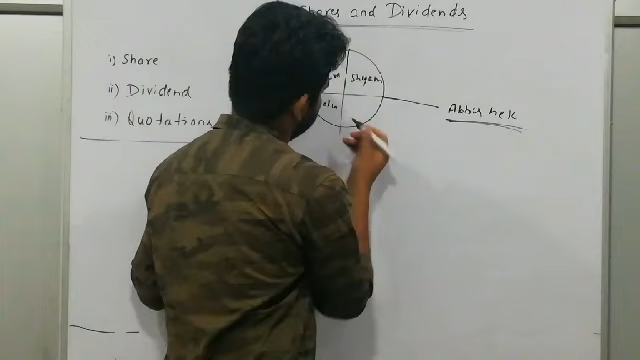 Shares and Dividends
i) Share
ii) Dividend
iii) Quotations
Shyam
Abhishek